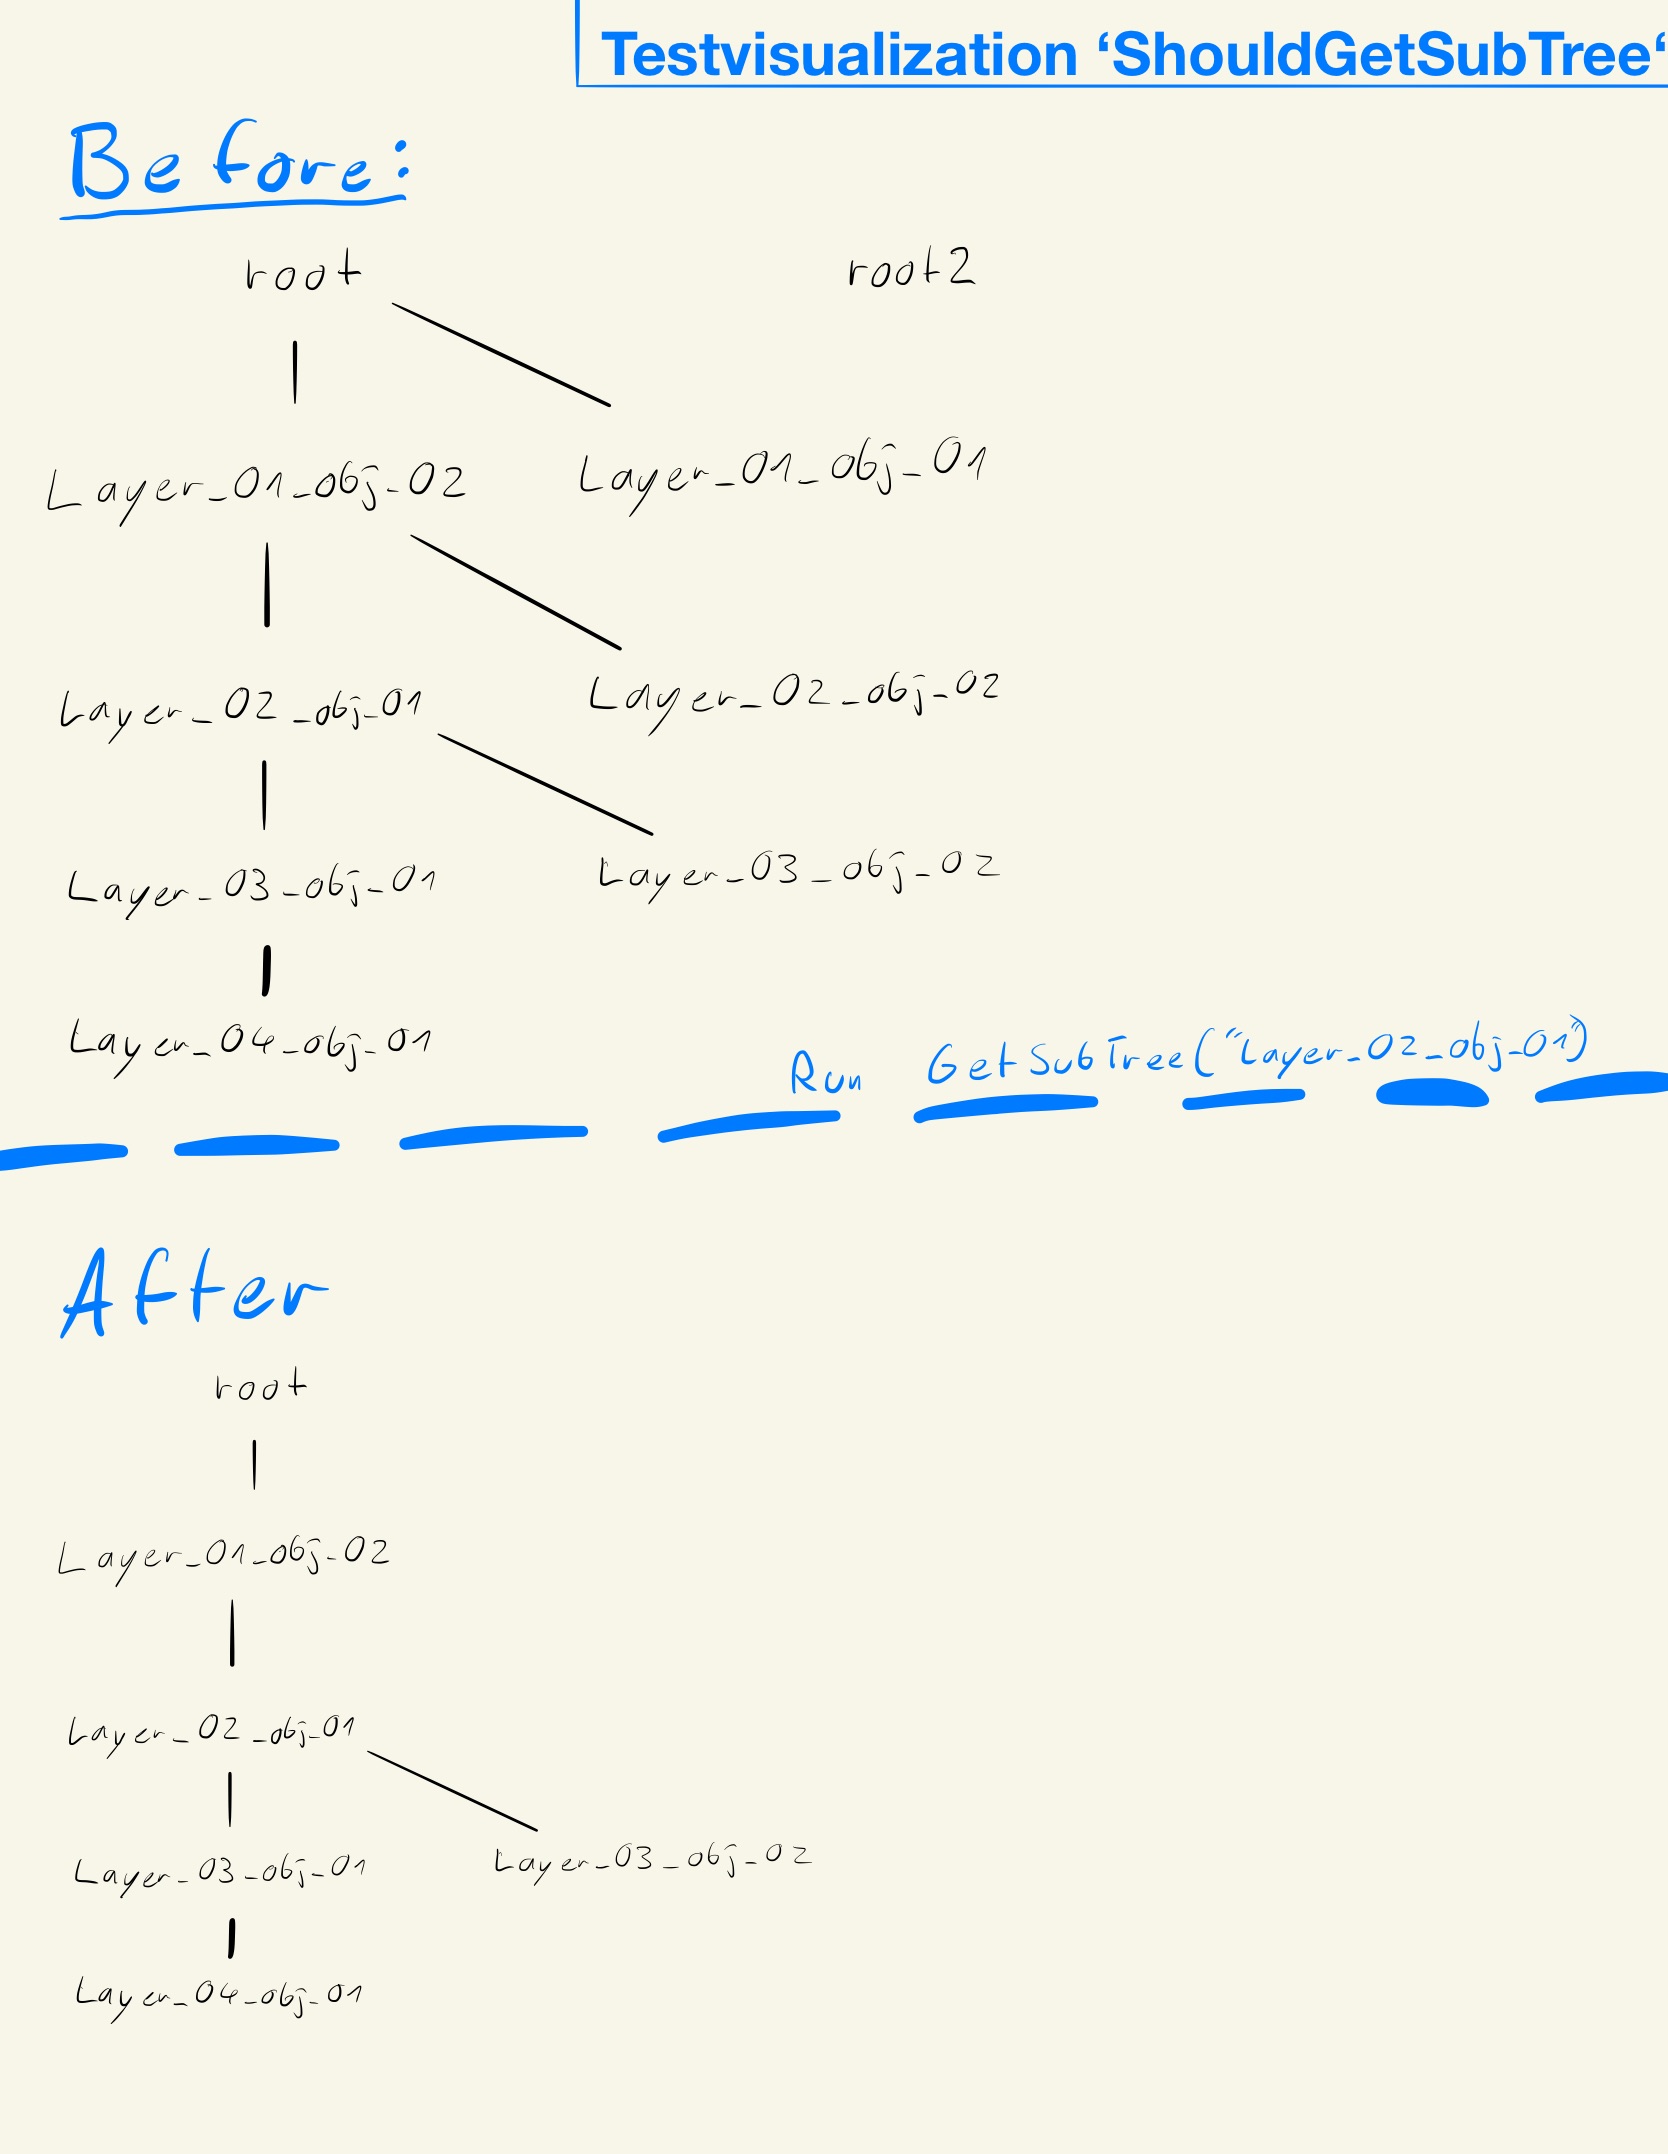 Testvisualization ‘ShouldGetSubTree‘
Before:
root root2
Layer_01_obj_02 Layer_01_obj_01
Layer_02_obj_01 Layer_02_obj_02
Layer_03_obj_01 Layer_03_obj_02
Layer_04_obj_01
Run GetSubTree("Layer_02_obj_01")
After
root
Layer_01_obj_02
Layer_02_obj_01
Layer_03_obj_01 Layer_03_obj_02
Layer_04_obj_01